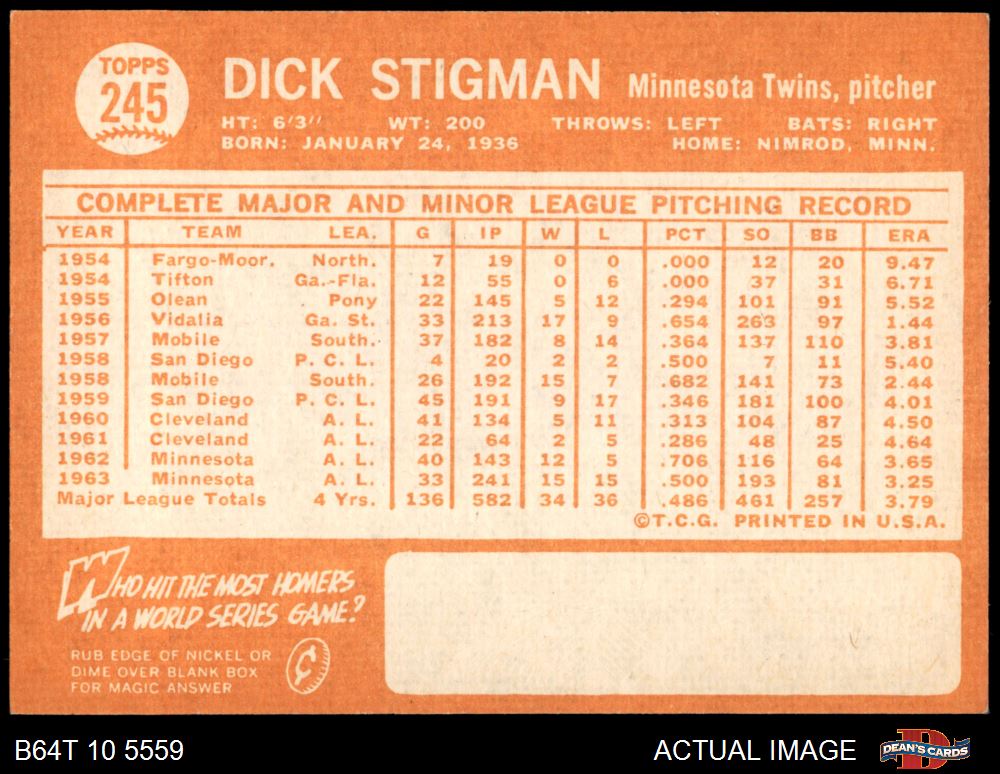 TOPPS
245
DICK STIGMAN Minnesota Twins, pitcher
HT: 6'3" WT: 200 THROWS: LEFT BATS: RIGHT
BORN: JANUARY 24, 1936 HOME: NIMROD, MINN.
COMPLETE MAJOR AND MINOR LEAGUE PITCHING RECORD
YEAR TEAM LEA. G IP W L PCT SO BB ERA
1954 Fargo-Moor. North. 7 19 0 0 .000 12 20 9.47
1954 Tifton Ga.-Fla. 12 55 0 6 .000 37 31 6.71
1955 Olean Pony 22 145 5 12 .294 101 91 5.52
1956 Vidalia Ga. St. 33 213 17 9 .654 263 97 1.44
1957 Mobile South. 37 182 8 14 .364 137 110 3.81
1958 San Diego P. C. L. 4 20 2 2 .500 7 11 5.40
1958 Mobile South. 26 192 15 7 .682 141 73 2.44
1959 San Diego P. C. L. 45 191 9 17 .346 181 100 4.01
1960 Cleveland A. L. 41 134 5 11 .313 104 87 4.50
1961 Cleveland A. L. 22 64 2 5 .286 48 25 4.64
1962 Minnesota A. L. 40 143 12 5 .706 116 64 3.65
1963 Minnesota A. L. 33 241 15 15 .500 193 81 3.25
Major League Totals 4 Yrs. 136 582 34 36 .486 461 257 3.79
©T.C.G. PRINTED IN U.S.A.
WHO HIT THE MOST HOMERS
IN A WORLD SERIES GAME?
RUB EDGE OF NICKEL OR
DIME OVER BLANK BOX
FOR MAGIC ANSWER
¢
B64T 10 5559 ACTUAL IMAGE DEAN'S CARDS